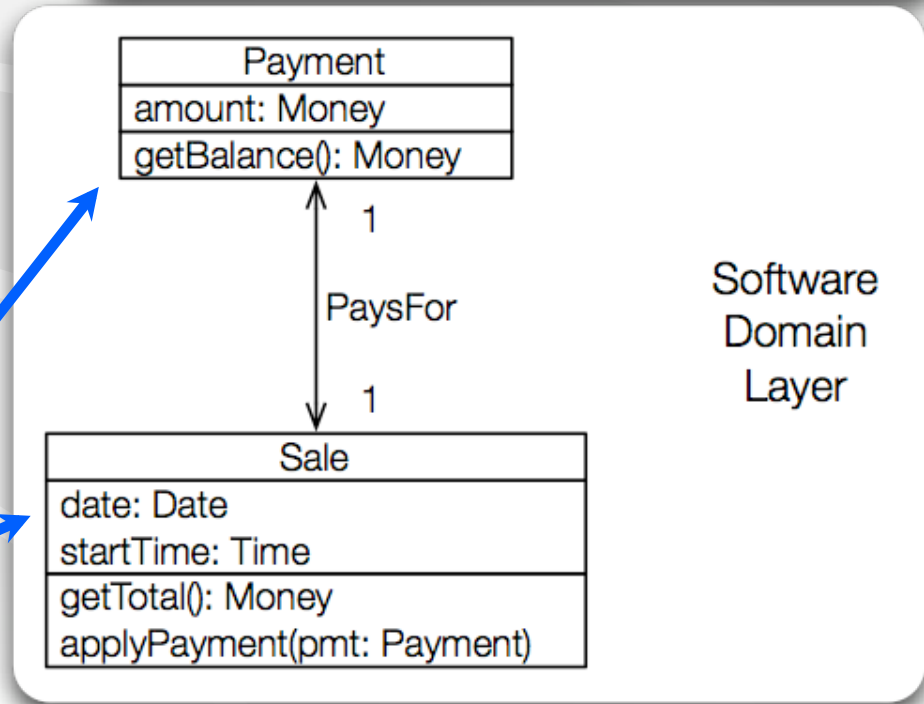 Payment
amount: Money
getBalance(): Money
1
PaysFor
1
Software
Domain
Layer
Sale
date: Date
startTime: Time
getTotal(): Money
applyPayment(pmt: Payment)